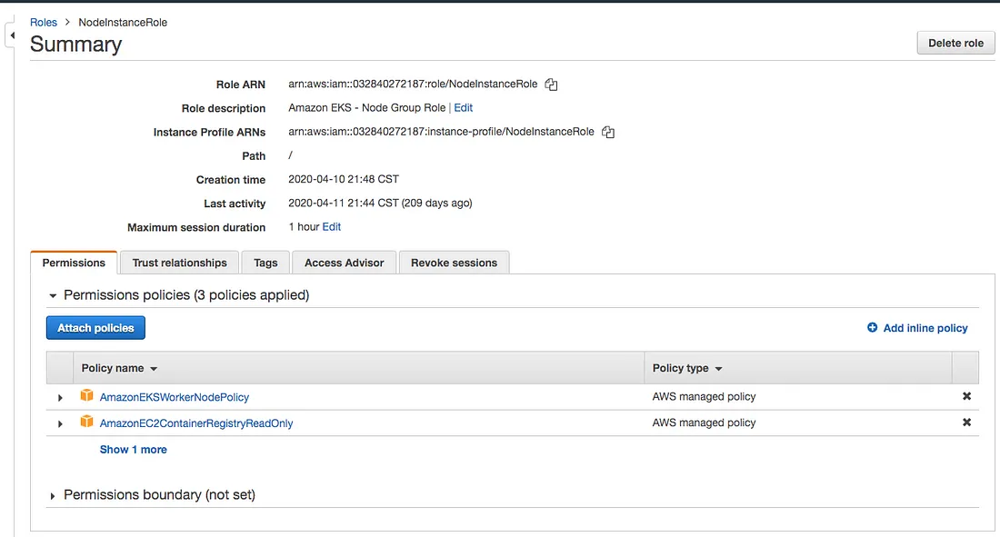 Roles > NodeInstanceRole
Summary
Delete role
Role ARN arn:aws:iam::032840272187:role/NodeInstanceRole
Role description Amazon EKS - Node Group Role | Edit
Instance Profile ARNs arn:aws:iam::032840272187:instance-profile/NodeInstanceRole
Path /
Creation time 2020-04-10 21:48 CST
Last activity 2020-04-11 21:44 CST (209 days ago)
Maximum session duration 1 hour Edit
Permissions Trust relationships Tags Access Advisor Revoke sessions
Permissions policies (3 policies applied)
Attach policies Add inline policy
Policy name Policy type
AmazonEKSWorkerNodePolicy AWS managed policy
AmazonEC2ContainerRegistryReadOnly AWS managed policy
Show 1 more
Permissions boundary (not set)